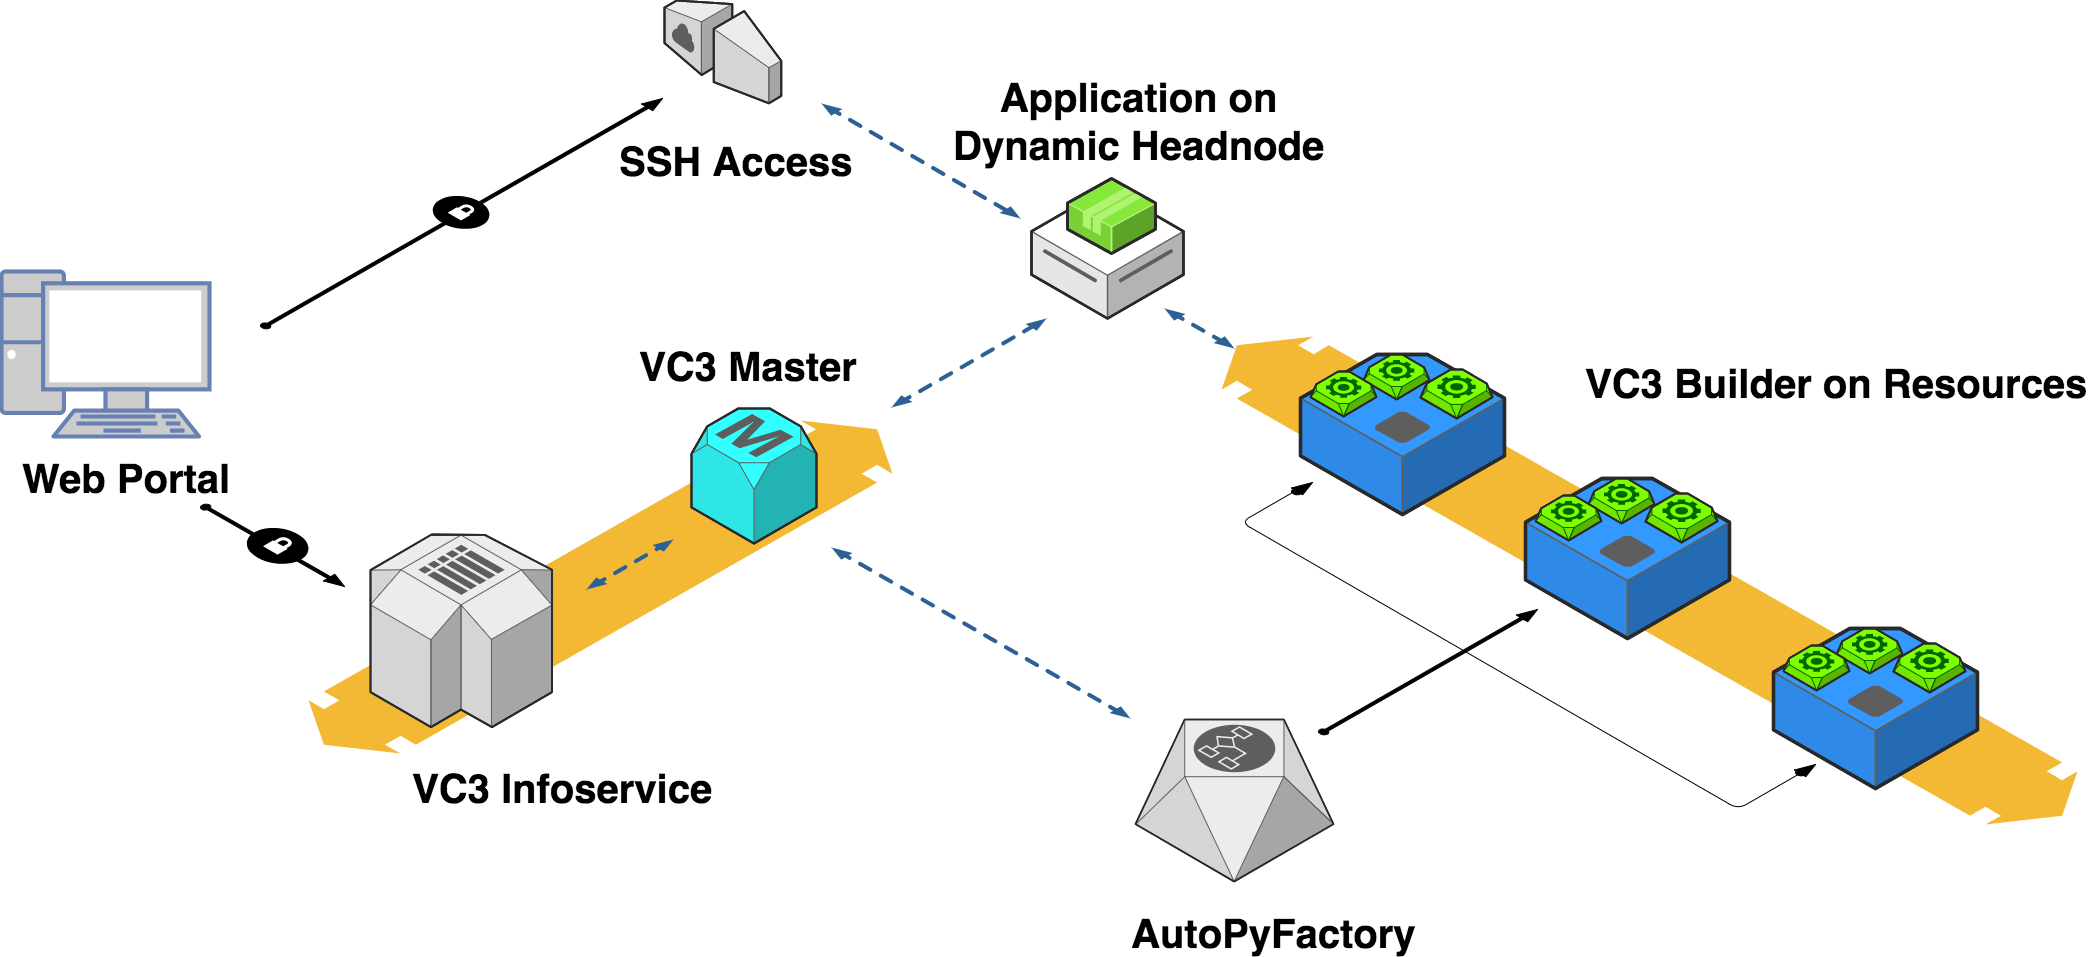 Application on
Dynamic Headnode
SSH Access
VC3 Master
M
VC3 Builder on Resources
Web Portal
VC3 Infoservice
AutoPyFactory